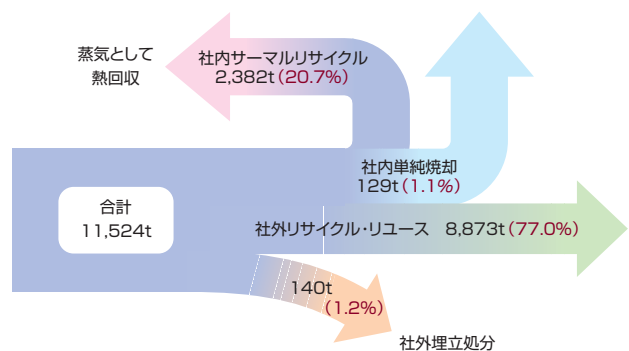 蒸気として
熱回収
社内サーマルリサイクル
2,382t(20.7%)
社内単純焼却
129t(1.1%)
合計
11,524t
社外リサイクル・リユース 8,873t(77.0%)
140t
(1.2%)
社外埋立処分